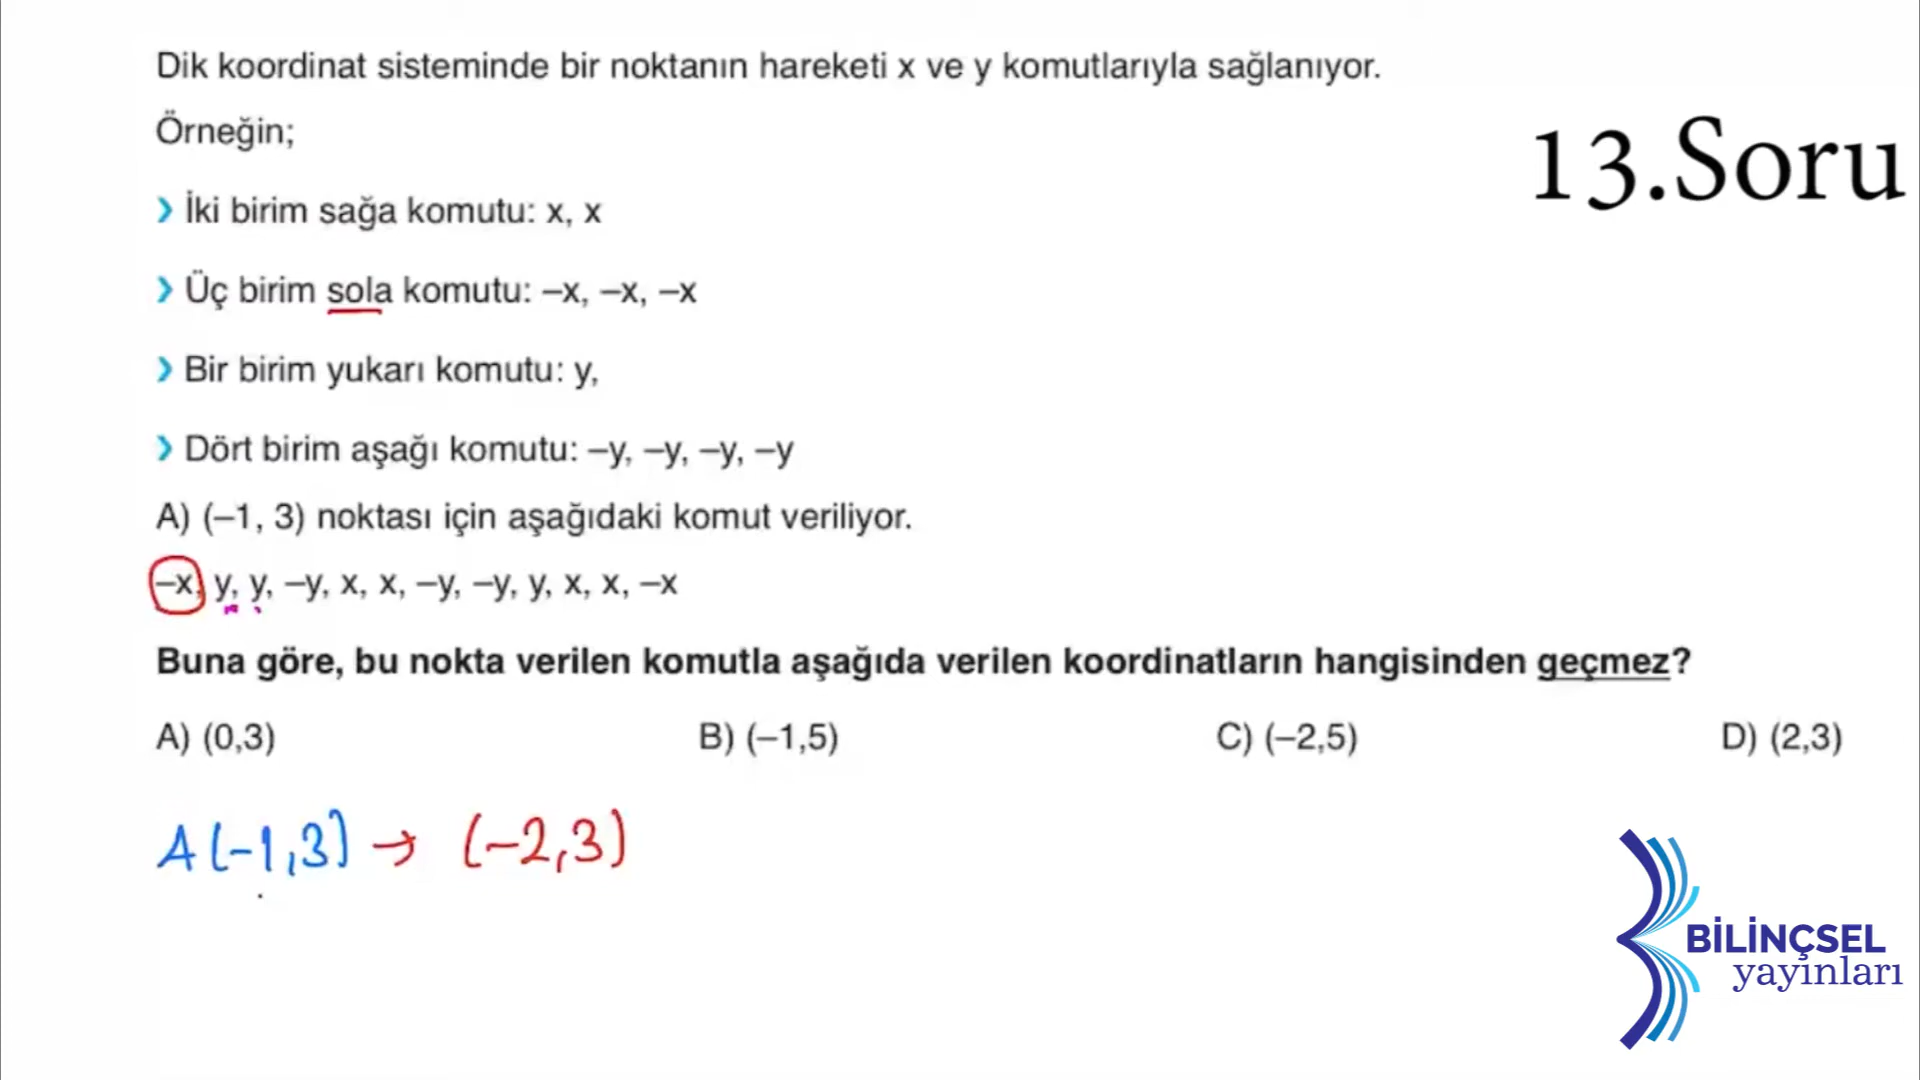 Dik koordinat sisteminde bir noktanın hareketi x ve y komutlarıyla sağlanıyor.
Örneğin;
13.Soru
› İki birim sağa komutu: x, x
› Üç birim sola komutu: –x, –x, –x
› Bir birim yukarı komutu: y,
› Dört birim aşağı komutu: –y, –y, –y, –y
A) (–1, 3) noktası için aşağıdaki komut veriliyor.
–x, y, y, –y, x, x, –y, –y, y, x, x, –x
Buna göre, bu nokta verilen komutla aşağıda verilen koordinatların hangisinden geçmez?
A) (0,3) B) (–1,5) C) (–2,5) D) (2,3)
A(-1,3) → (-2,3)
BİLİNÇSEL
yayınları